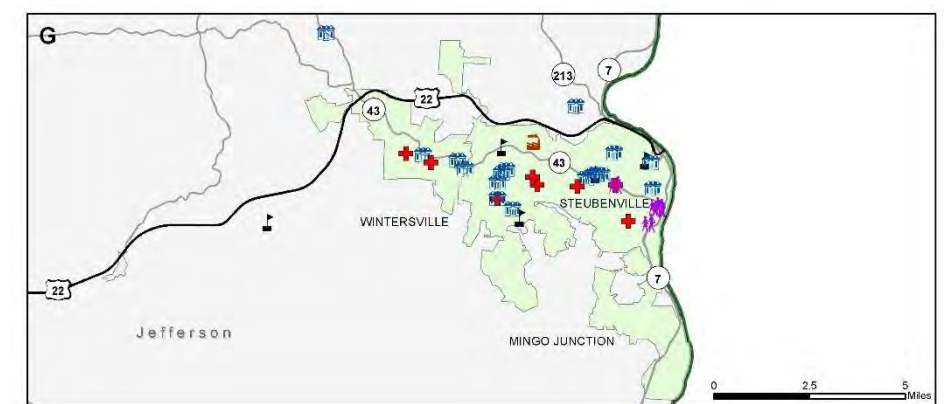 G
213
7
22
43
43
STEUBENVILLE
WINTERSVILLE
7
22
Jefferson
MINGO JUNCTION
0 2.5 5
Miles